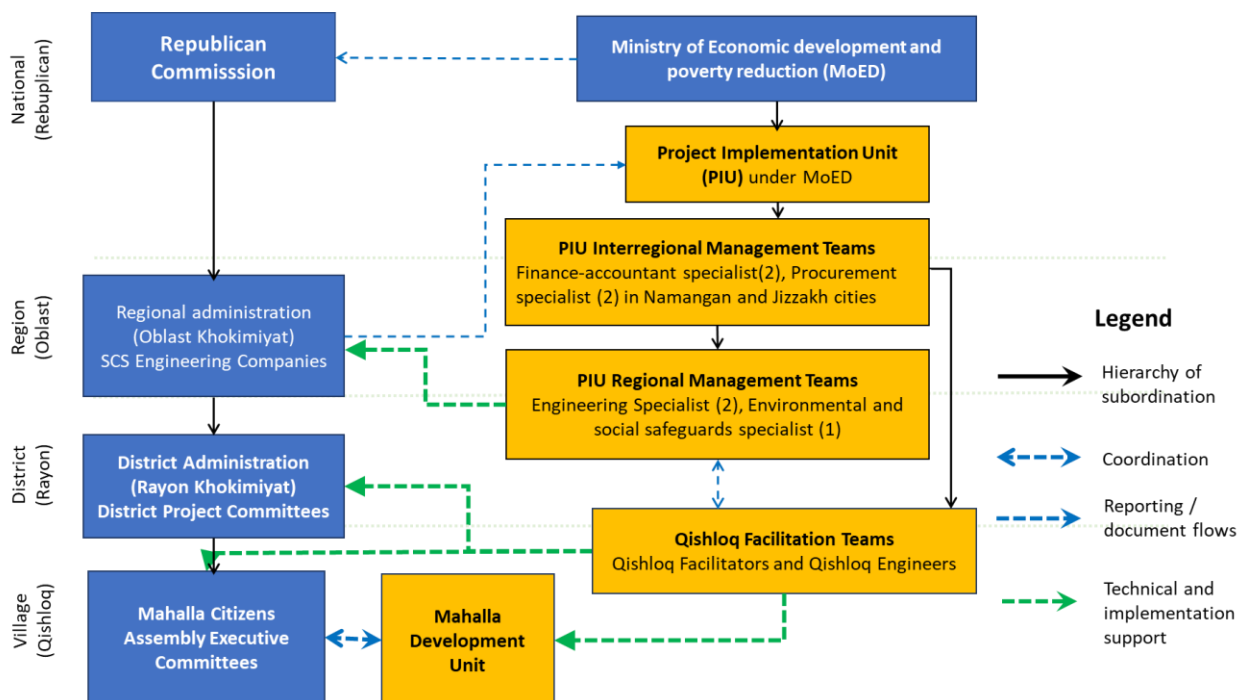 National
(Rebuplican)
Republican
Commisssion
Ministry of Economic development and
poverty reduction (MoED)
Project Implementation Unit
(PIU) under MoED
PIU Interregional Management Teams
Finance-accountant specialist(2), Procurement
specialist (2) in Namangan and Jizzakh cities
Region
(Oblast)
Regional administration
(Oblast Khokimiyat)
SCS Engineering Companies
PIU Regional Management Teams
Engineering Specialist (2), Environmental and
social safeguards specialist (1)
District
(Rayon)
District Administration
(Rayon Khokimiyat)
District Project Committees
Qishloq Facilitation Teams
Qishloq Facilitators and Qishloq Engineers
Village
(Qishloq)
Mahalla Citizens
Assembly Executive
Committees
Mahalla
Development
Unit
Legend
Hierarchy of
subordination
Coordination
Reporting /
document flows
Technical and
implementation
support